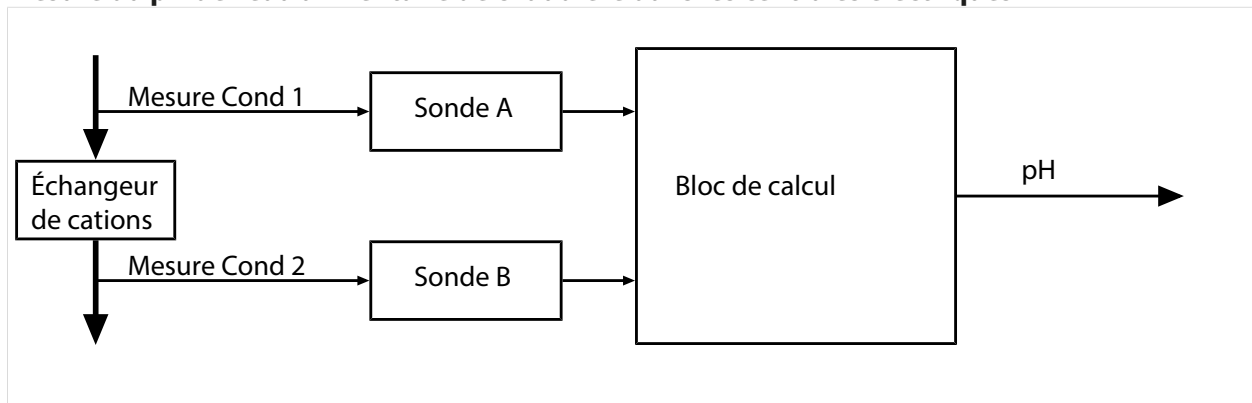 Mesure Cond 1
Sonde A
Échangeur
de cations
Bloc de calcul
pH
Mesure Cond 2
Sonde B